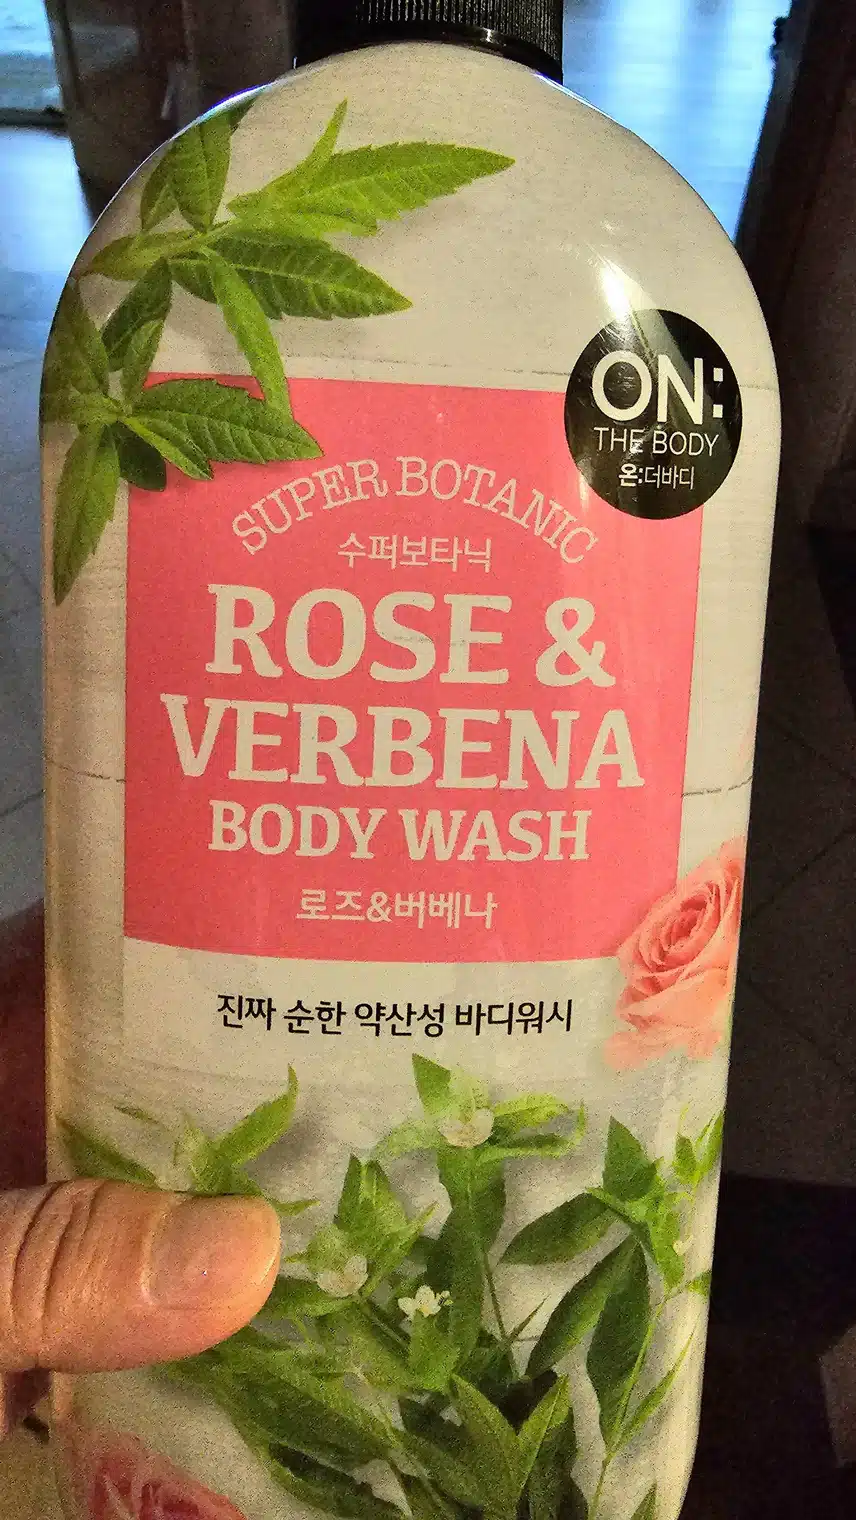 ON:
THE BODY
온:더바디
SUPER BOTANIC
수퍼보타닉
ROSE &
VERBENA
BODY WASH
로즈&버베나
진짜 순한 약산성 바디워시